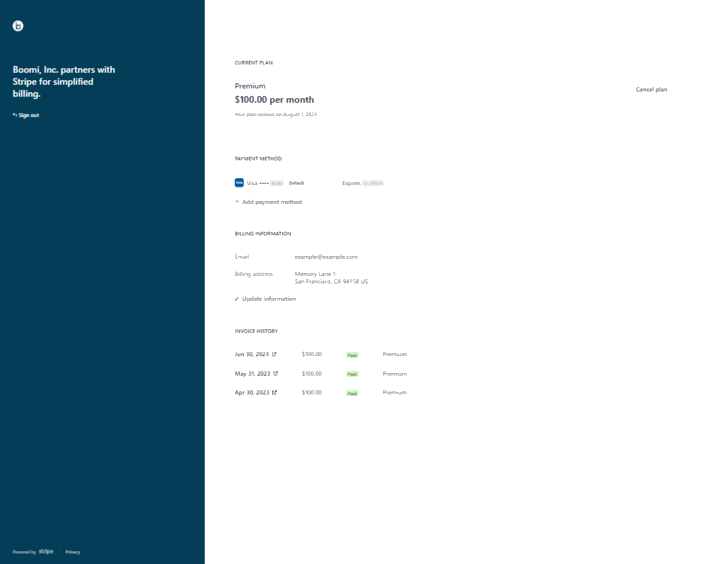 Boomi, Inc. partners with
Stripe for simplified
billing.
Sign out
Powered by stripe
Privacy
CURRENT PLAN
Premium
$100.00 per month
Your plan renews on August 1, 2023.
Cancel plan
PAYMENT METHOD
VISA Visa •••• Default Expires
+ Add payment method
BILLING INFORMATION
Email example@example.com
Billing address Memory Lane 1
San Francisco, CA 94158 US
Update information
INVOICE HISTORY
Jun 30, 2023 $100.00 Paid Premium
May 31, 2023 $100.00 Paid Premium
Apr 30, 2023 $100.00 Paid Premium